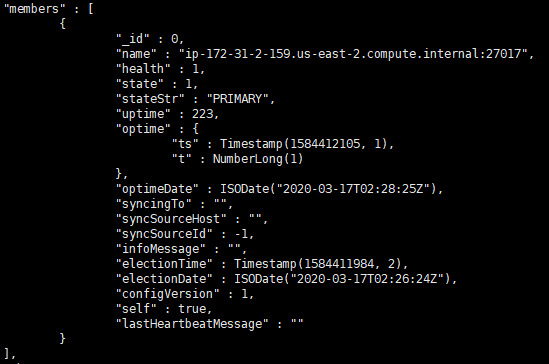 "members" : [
{
"_id" : 0,
"name" : "ip-172-31-2-159.us-east-2.compute.internal:27017",
"health" : 1,
"state" : 1,
"stateStr" : "PRIMARY",
"uptime" : 223,
"optime" : {
"ts" : Timestamp(1584412105, 1),
"t" : NumberLong(1)
},
"optimeDate" : ISODate("2020-03-17T02:28:25Z"),
"syncingTo" : "",
"syncSourceHost" : "",
"syncSourceId" : -1,
"infoMessage" : "",
"electionTime" : Timestamp(1584411984, 2),
"electionDate" : ISODate("2020-03-17T02:26:24Z"),
"configVersion" : 1,
"self" : true,
"lastHeartbeatMessage" : ""
}
],